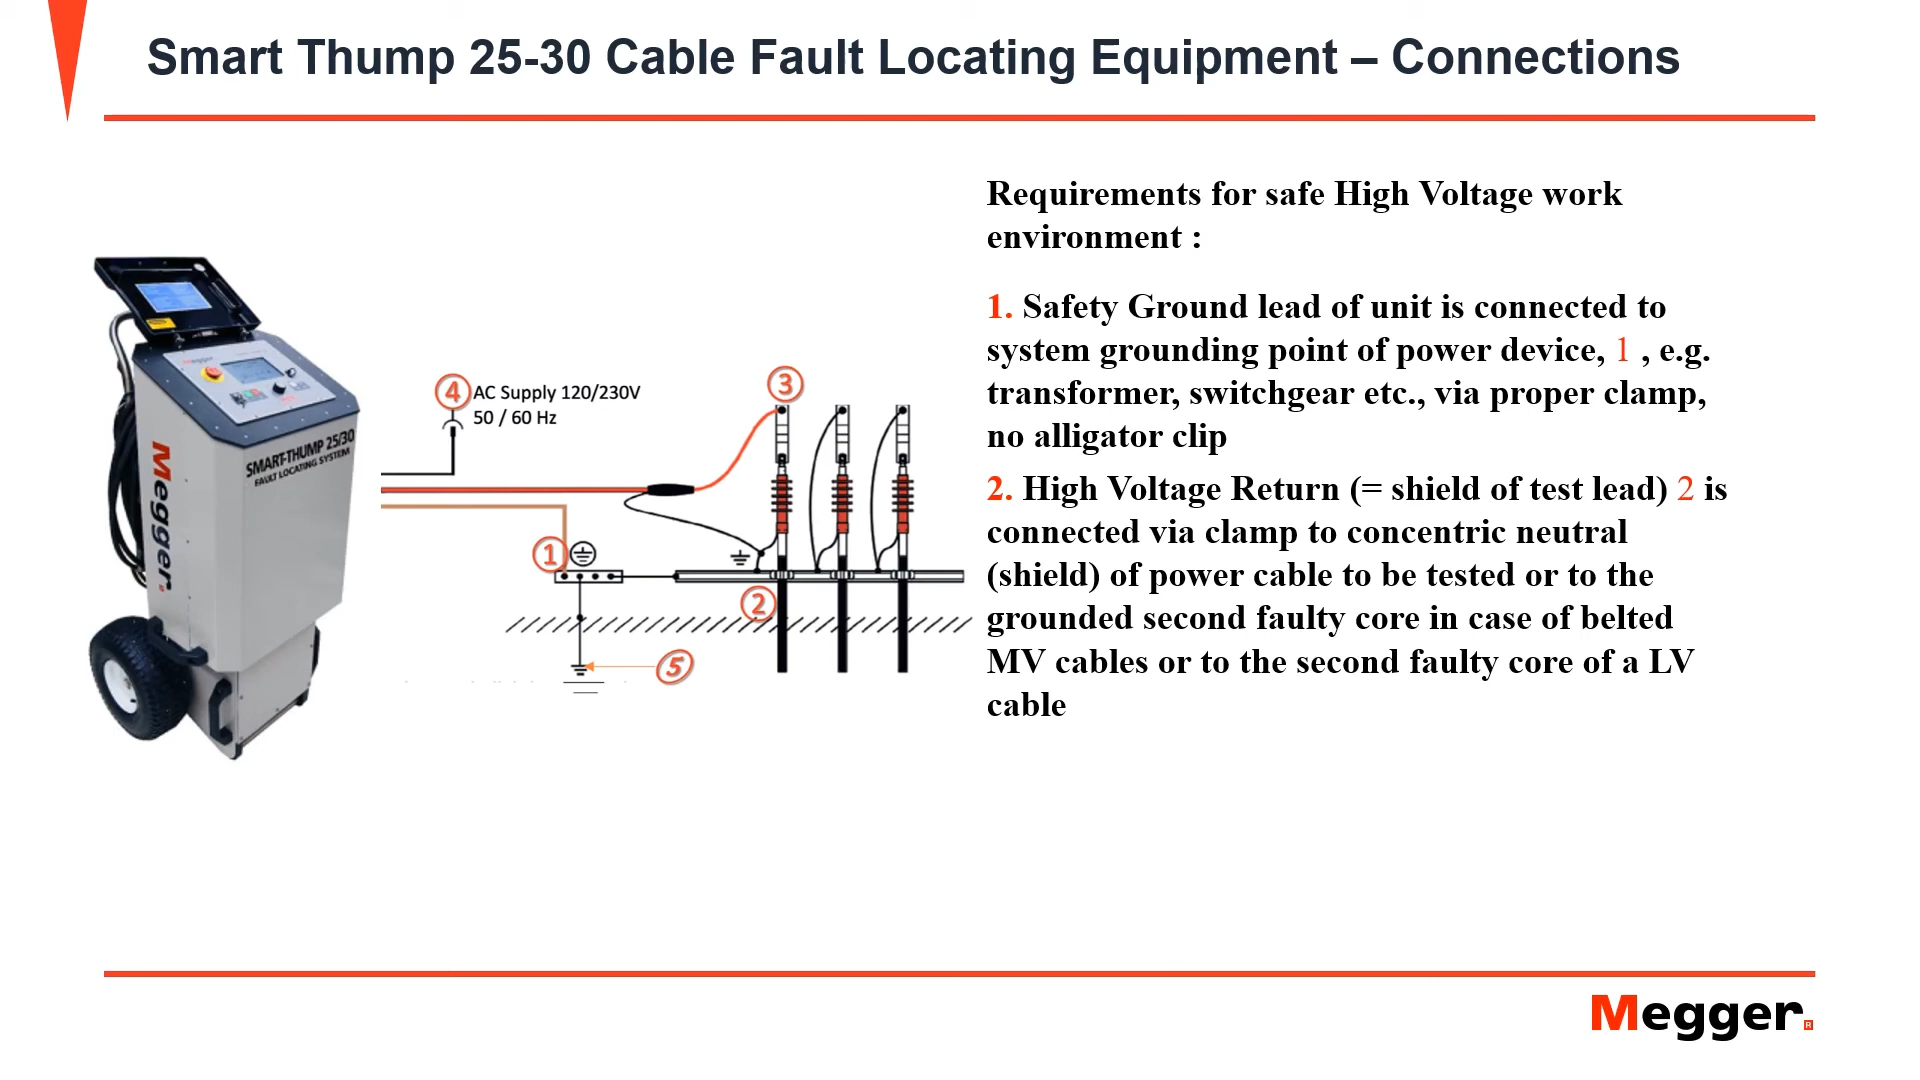 Smart Thump 25-30 Cable Fault Locating Equipment – Connections
Requirements for safe High Voltage work
environment :
1. Safety Ground lead of unit is connected to
system grounding point of power device, 1 , e.g.
transformer, switchgear etc., via proper clamp,
no alligator clip
2. High Voltage Return (= shield of test lead) 2 is
connected via clamp to concentric neutral
(shield) of power cable to be tested or to the
grounded second faulty core in case of belted
MV cables or to the second faulty core of a LV
cable
4 AC Supply 120/230V
50 / 60 Hz
3
1
2
5
Megger
SMART-THUMP 25/30
FAULT LOCATING SYSTEM
Megger
Megger